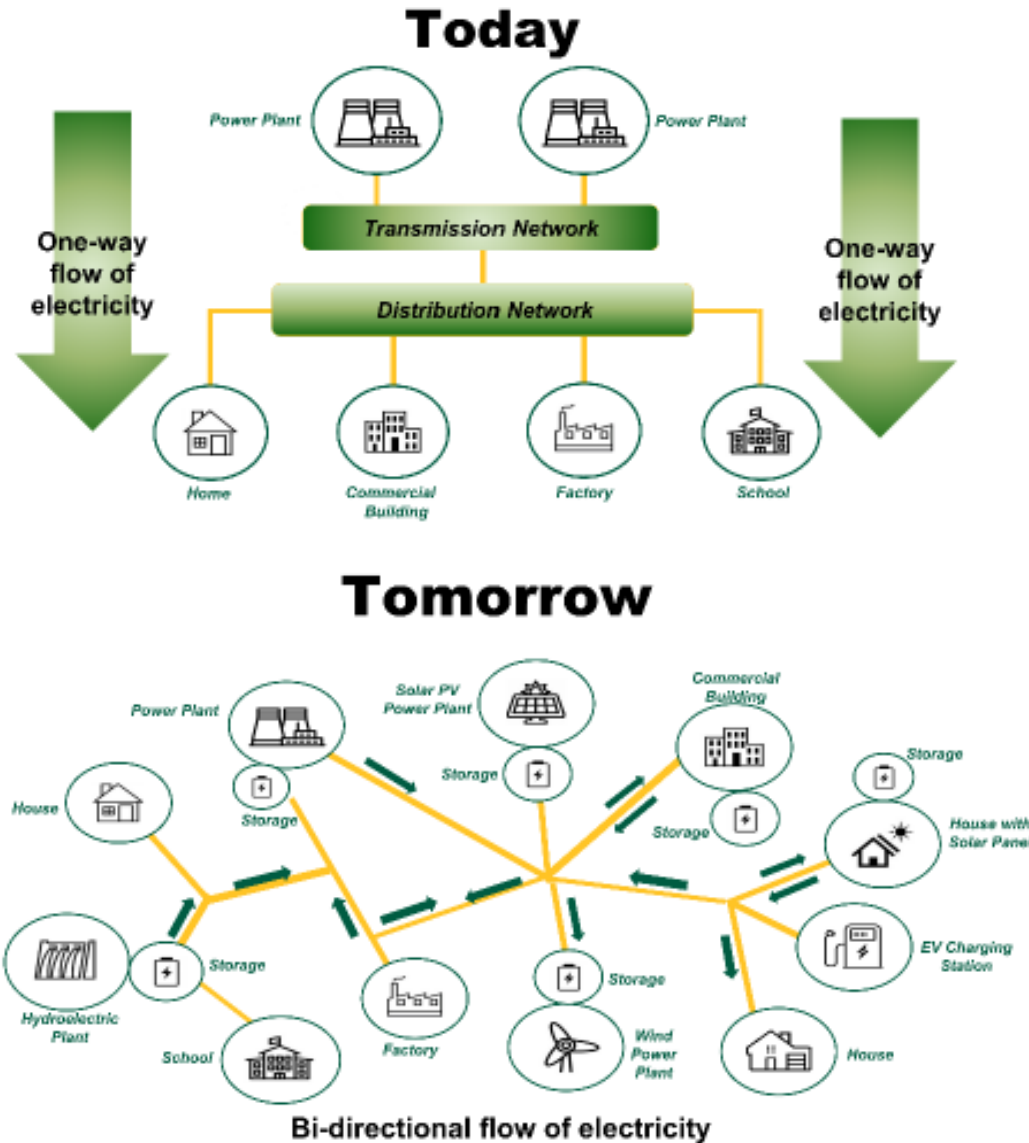 Today
Power Plant
Power Plant
One-way
flow of
electricity
Transmission Network
One-way
flow of
electricity
Distribution Network
Home
Commercial
Building
Factory
School
Tomorrow
Power Plant
Solar PV
Power Plant
Commercial
Building
Storage
Storage
House
Storage
Storage
House with
Solar Pane
Storage
EV Charging
Station
Storage
Hydroelectric
Plant
School
Factory
Wind
Power
Plant
House
Bi-directional flow of electricity